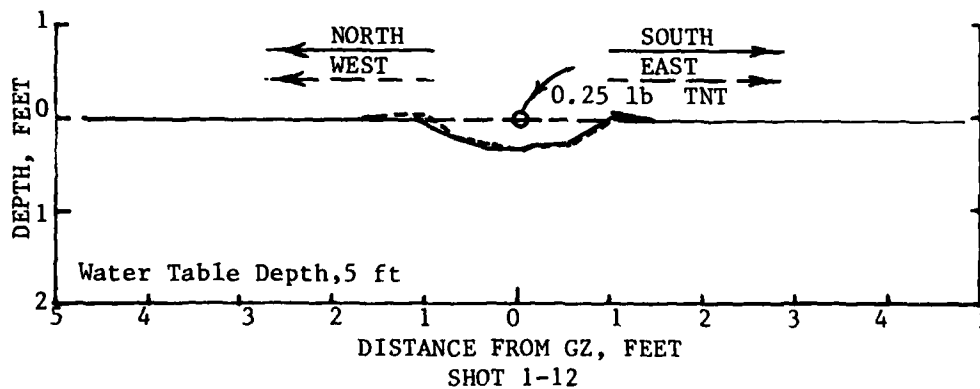 1
NORTH SOUTH
WEST EAST
0.25 lb TNT
0
DEPTH, FEET
1
Water Table Depth,5 ft
2
5 4 3 2 1 0 1 2 3 4
DISTANCE FROM GZ, FEET
SHOT 1-12